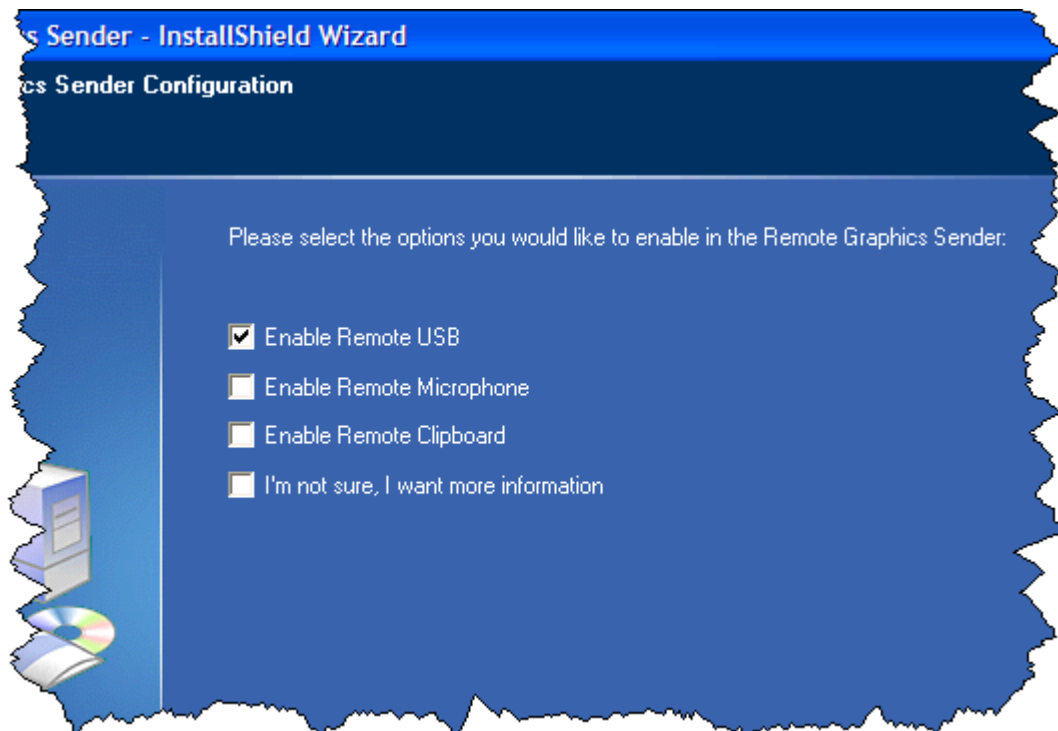 s Sender - InstallShield Wizard
cs Sender Configuration
Please select the options you would like to enable in the Remote Graphics Sender:
Enable Remote USB
Enable Remote Microphone
Enable Remote Clipboard
I'm not sure, I want more information